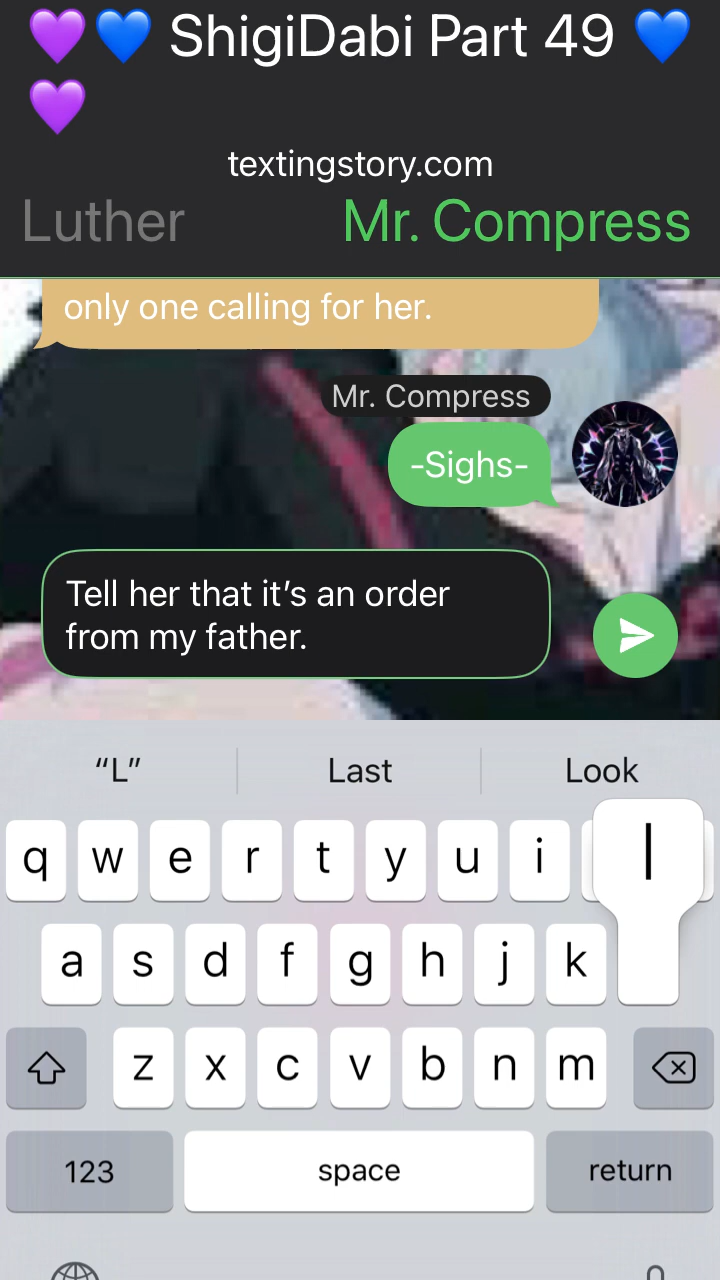 💜💙 ShigiDabi Part 49 💙
💜
textingstory.com
Luther Mr. Compress
only one calling for her.
Mr. Compress
-Sighs-
Tell her that it’s an order
from my father.
“L” Last Look
q w e r t y u i l
a s d f g h j k
z x c v b n m
123 space return